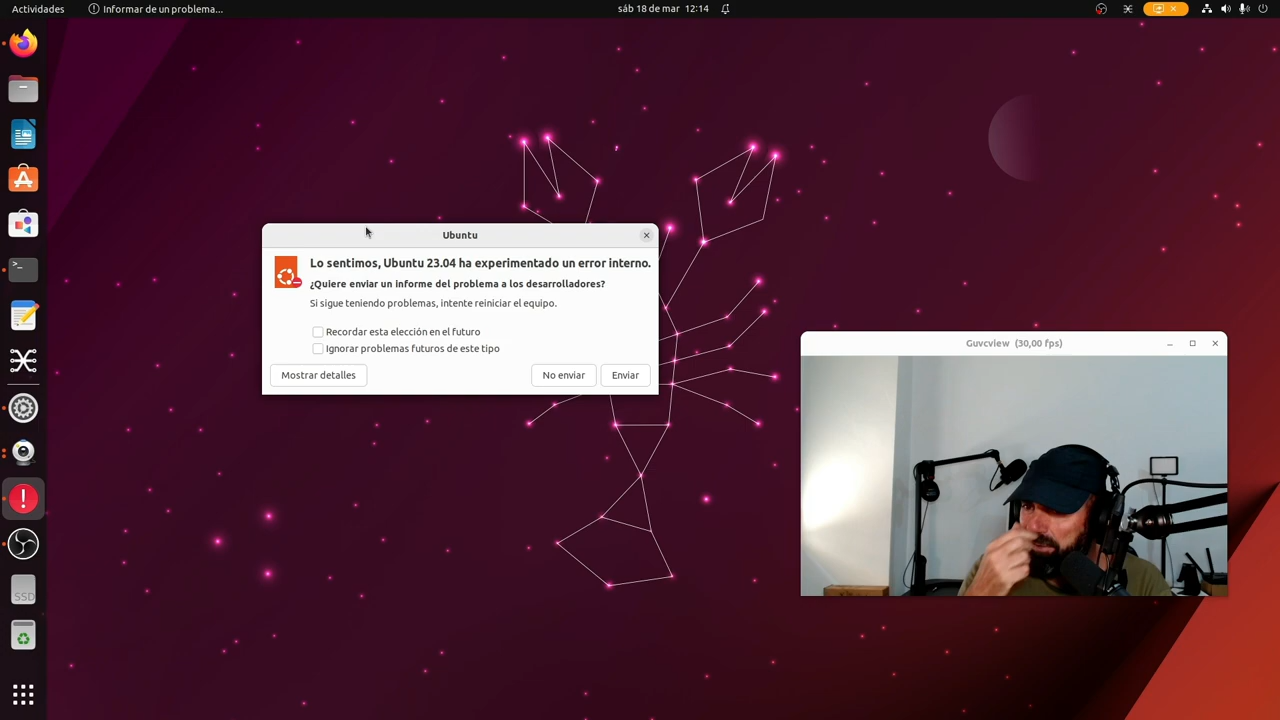 Actividades
Informar de un problema...
sáb 18 de mar 12:14
Ubuntu
Lo sentimos, Ubuntu 23.04 ha experimentado un error interno.
¿Quiere enviar un informe del problema a los desarrolladores?
Si sigue teniendo problemas, intente reiniciar el equipo.
Recordar esta elección en el futuro
Ignorar problemas futuros de este tipo
Mostrar detalles
No enviar
Enviar
Guvcview (30,00 fps)
SSD